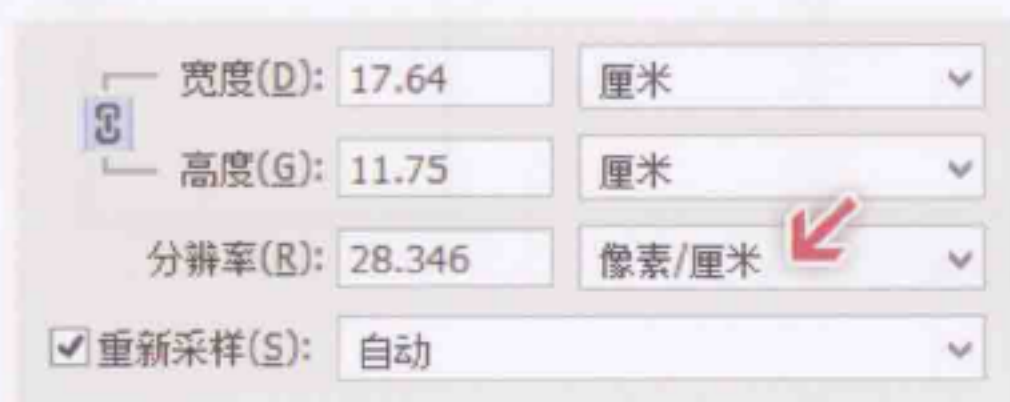 宽度(D): 17.64 厘米
高度(G): 11.75 厘米
分辨率(R): 28.346 像素/厘米
重新采样(S): 自动